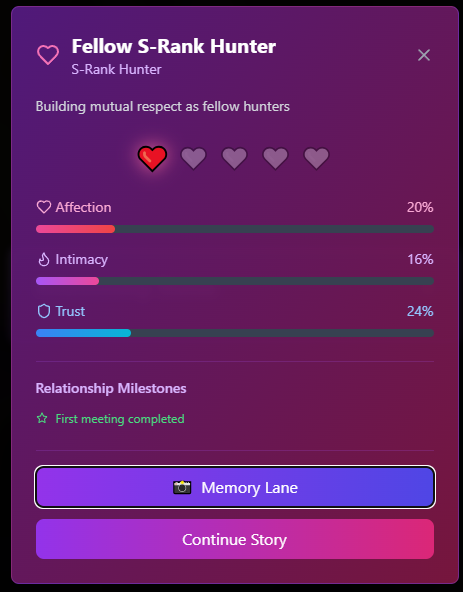 Fellow S-Rank Hunter
S-Rank Hunter
Building mutual respect as fellow hunters
Affection 20%
Intimacy 16%
Trust 24%
Relationship Milestones
First meeting completed
Memory Lane
Continue Story